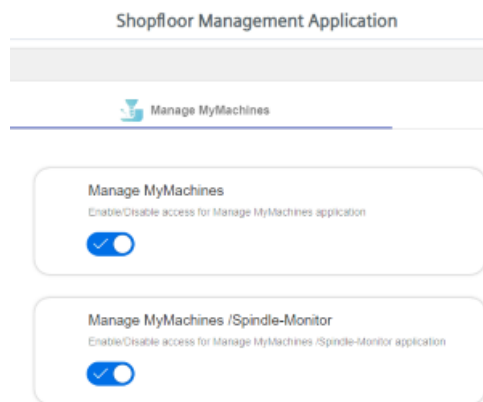 Shopfloor Management Application
Manage MyMachines
Manage MyMachines
Enable/Disable access for Manage MyMachines application
Manage MyMachines /Spindle-Monitor
Enable/Disable access for Manage MyMachines /Spindle-Monitor application